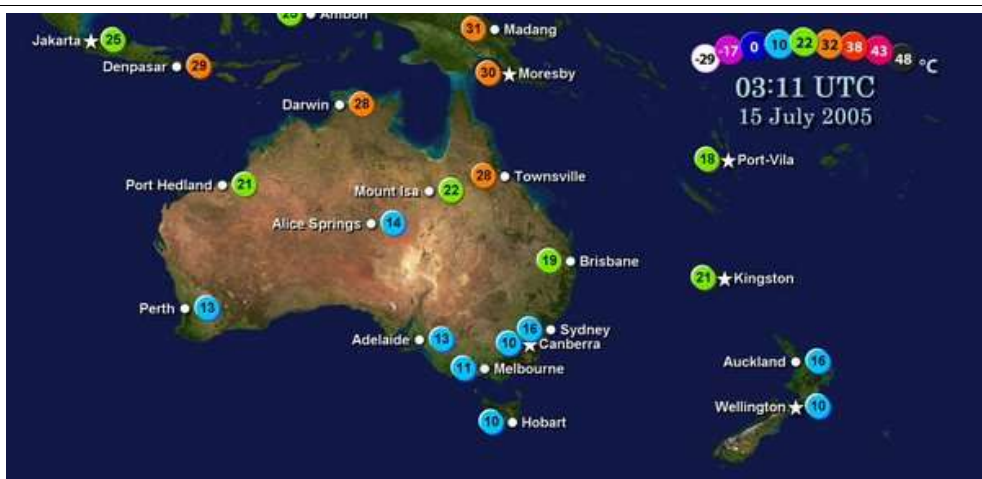 28 Ambon
31 Madang
Jakarta 25
-29 -17 0 10 22 32 38 43 48 °C
Denpasar 29
30 Moresby
03:11 UTC
15 July 2005
Darwin 28
18 Port-Vila
Port Hedland 21
28 Townsville
Mount Isa 22
Alice Springs 14
19 Brisbane
21 Kingston
Perth 13
16 Sydney
Adelaide 13
10 Canberra
11 Melbourne
Auckland 16
Wellington 10
10 Hobart